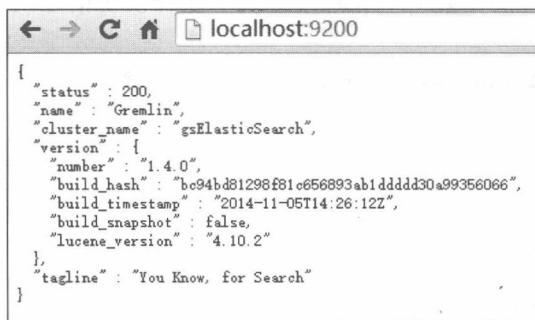 localhost:9200
{
"status" : 200,
"name" : "Gremlin",
"cluster_name" : "gsElasticSearch",
"version" : {
"number" : "1.4.0",
"build_hash" : "bc94bd81298f81c656893ab1ddddd30a99356066",
"build_timestamp" : "2014-11-05T14:26:12Z",
"build_snapshot" : false,
"lucene_version" : "4.10.2"
},
"tagline" : "You Know, for Search"
}